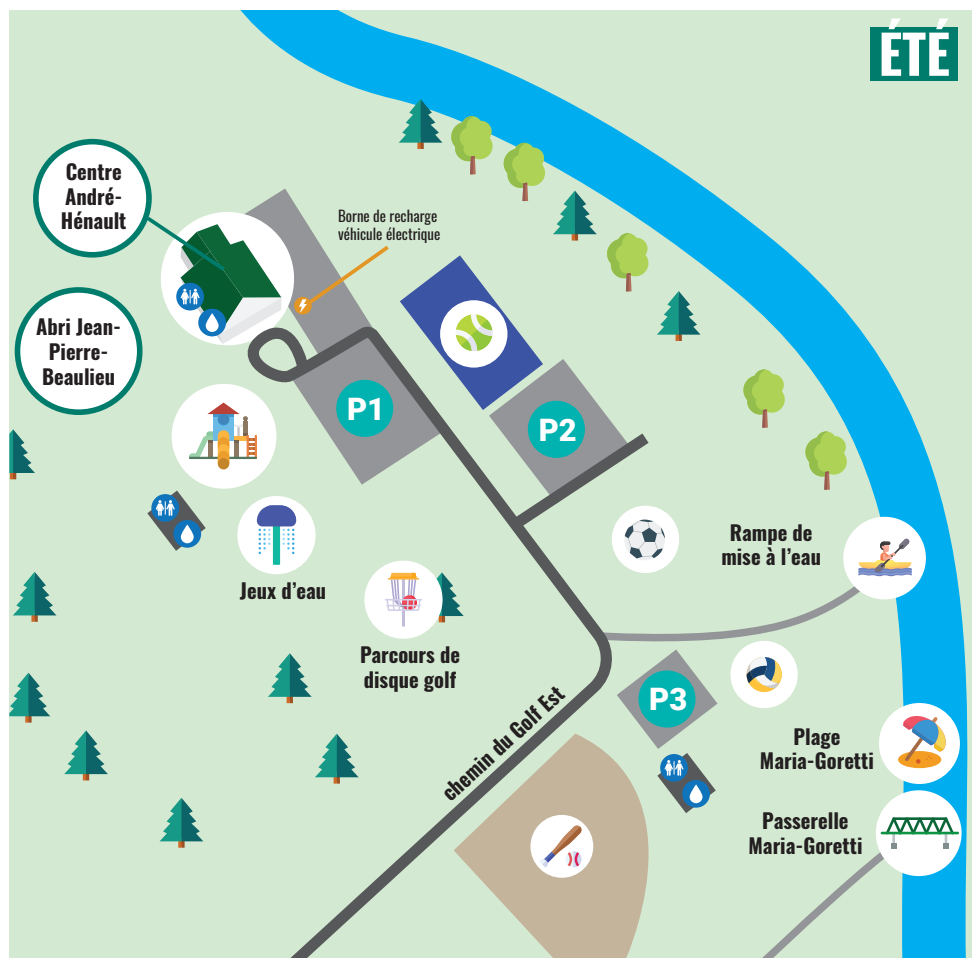 ÉTÉ
Centre
André-
Hénault
Borne de recharge
véhicule électrique
Abri Jean-
Pierre-
Beaulieu
P1
P2
Rampe de
mise à l'eau
Jeux d'eau
Parcours de
disque golf
chemin du Golf Est
P3
Plage
Maria-Goretti
Passerelle
Maria-Goretti